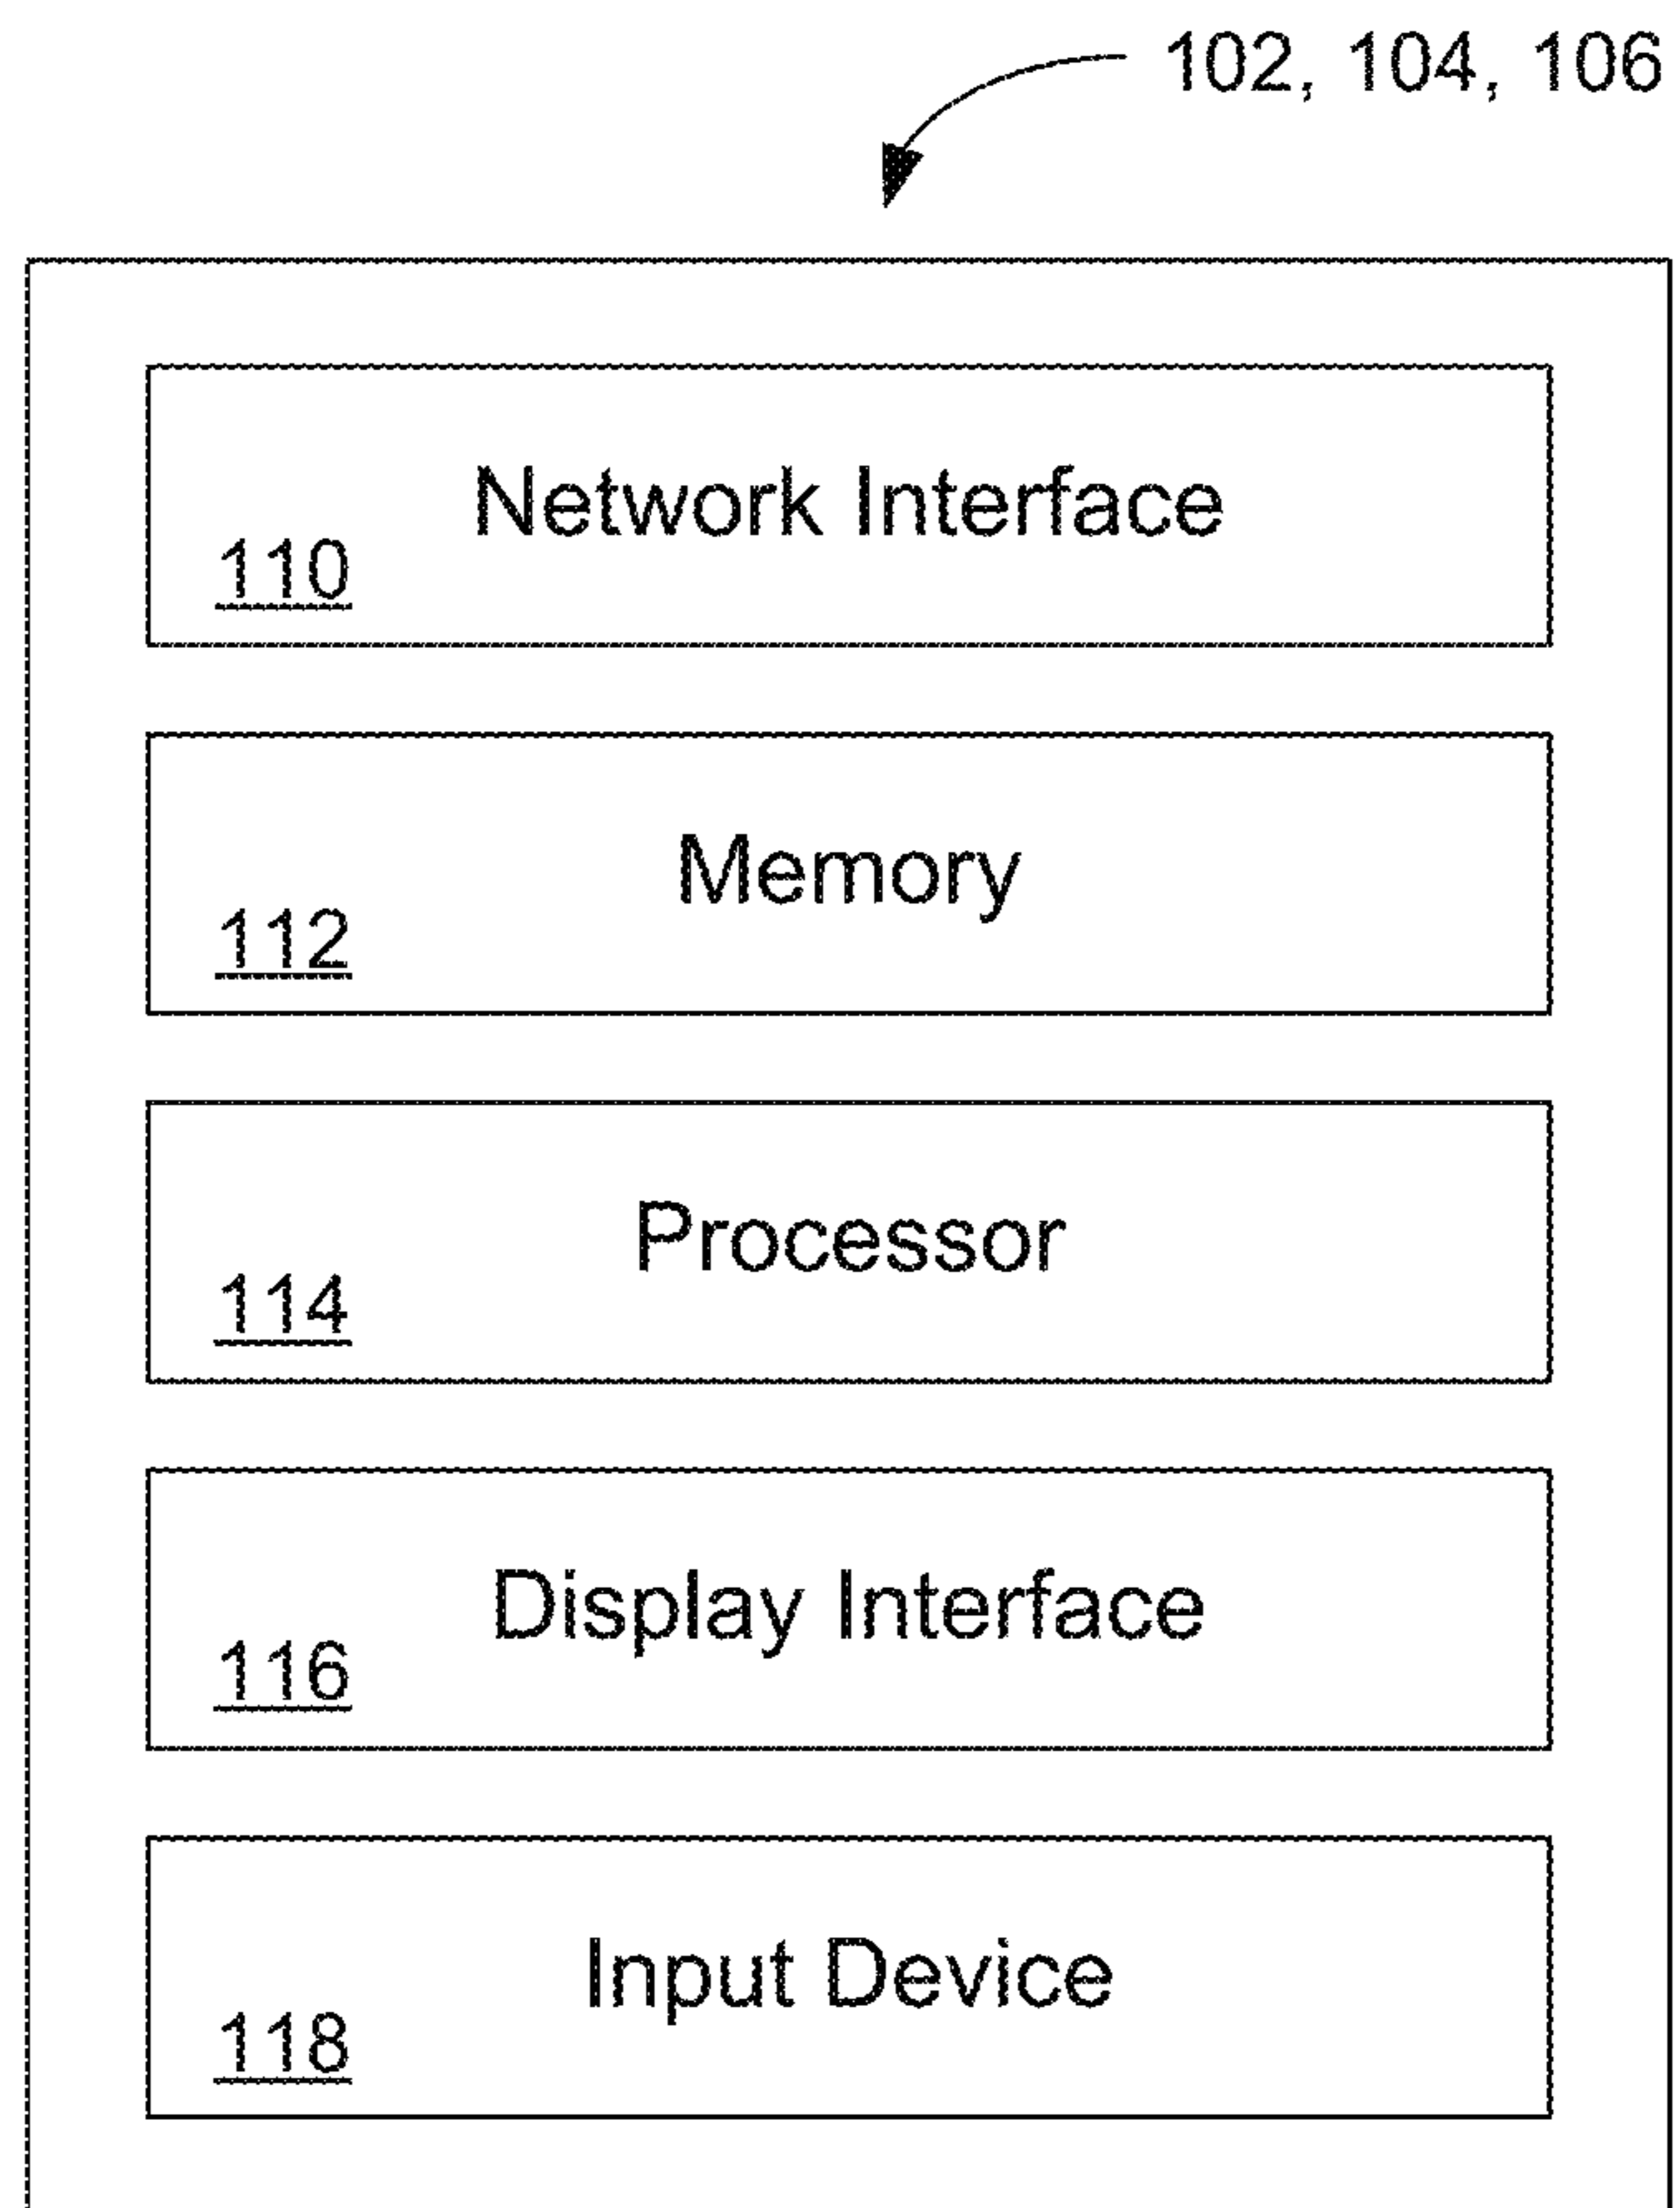 102, 104, 106
Network Interface
110
Memory
112
Processor
114
Display Interface
116
Input Device
118